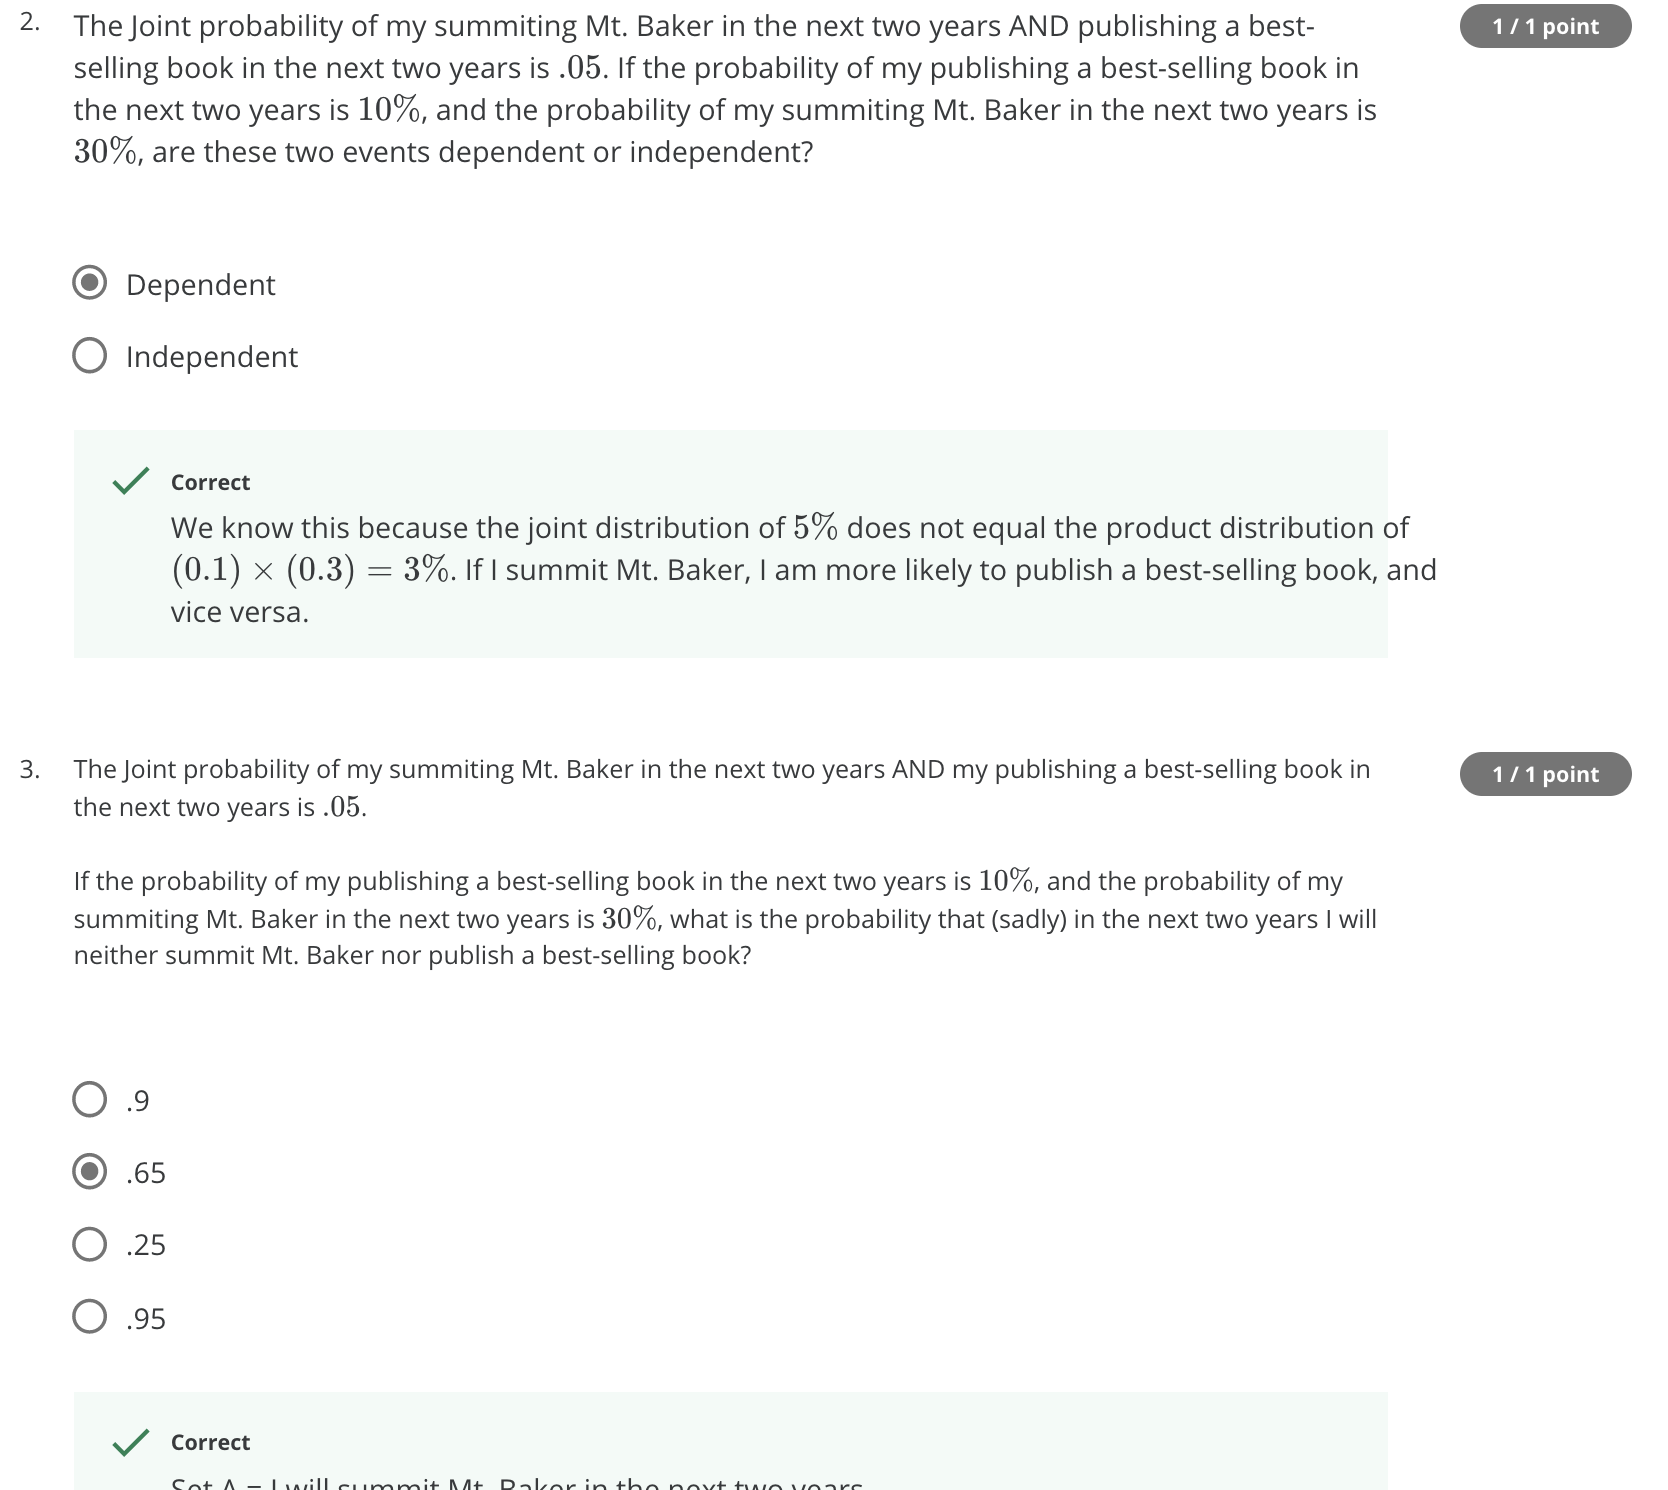 2. The Joint probability of my summiting Mt. Baker in the next two years AND publishing a best-
1 / 1 point
selling book in the next two years is .05. If the probability of my publishing a best-selling book in
the next two years is 10%, and the probability of my summiting Mt. Baker in the next two years is
30%, are these two events dependent or independent?
Dependent
Independent
Correct
We know this because the joint distribution of 5% does not equal the product distribution of
(0.1) × (0.3) = 3%. If I summit Mt. Baker, I am more likely to publish a best-selling book, and
vice versa.
3. The Joint probability of my summiting Mt. Baker in the next two years AND my publishing a best-selling book in
1 / 1 point
the next two years is .05.
If the probability of my publishing a best-selling book in the next two years is 10%, and the probability of my
summiting Mt. Baker in the next two years is 30%, what is the probability that (sadly) in the next two years I will
neither summit Mt. Baker nor publish a best-selling book?
.9
.65
.25
.95
Correct
Set A = I will summit Mt. Baker in the next two years